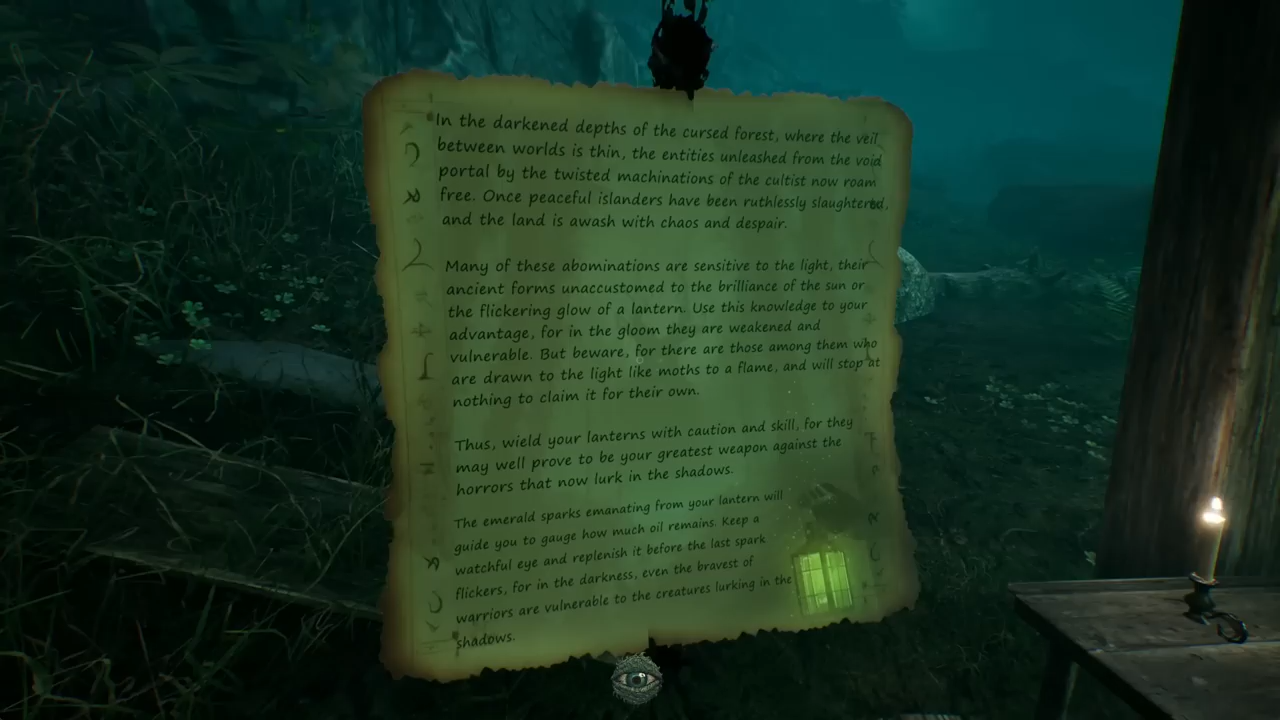 In the darkened depths of the cursed forest, where the veil
between worlds is thin, the entities unleashed from the void
portal by the twisted machinations of the cultist now roam
free. Once peaceful islanders have been ruthlessly slaughtered,
and the land is awash with chaos and despair.
Many of these abominations are sensitive to the light, their
ancient forms unaccustomed to the brilliance of the sun or
the flickering glow of a lantern. Use this knowledge to your
advantage, for in the gloom they are weakened and
vulnerable. But beware, for there are those among them who
are drawn to the light like moths to a flame, and will stop at
nothing to claim it for their own.
Thus, wield your lanterns with caution and skill, for they
may well prove to be your greatest weapon against the
horrors that now lurk in the shadows.
The emerald sparks emanating from your lantern will
guide you to gauge how much oil remains. Keep a
watchful eye and replenish it before the last spark
flickers, for in the darkness, even the bravest of
warriors are vulnerable to the creatures lurking in the
shadows.